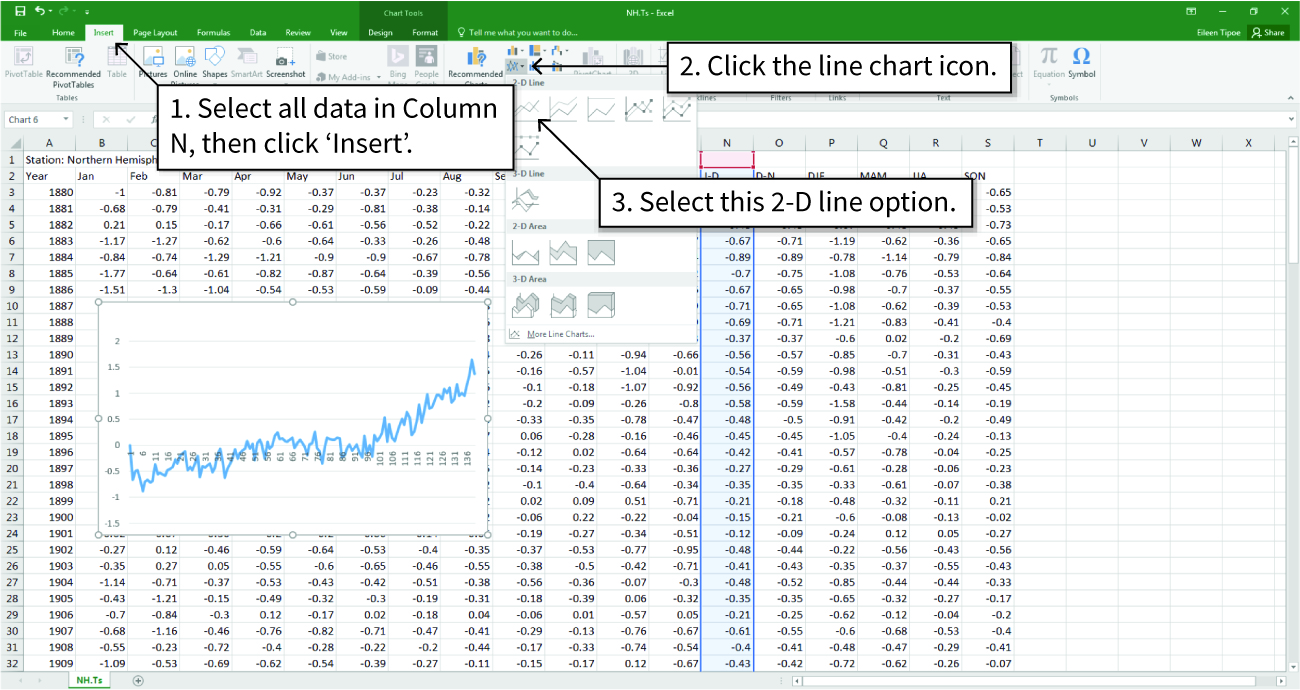 NH.Ts - Excel
Chart Tools
File Home Insert Page Layout Formulas Data Review View Design Format Tell me what you want to do... Eileen Tipoe Share
PivotTable Recommended PivotTables Table Pictures Online Shapes SmartArt Screenshot Store My Add-ins Bing People Recommended
Equation Symbol
Tables Filters Links Text Symbols
1. Select all data in Column
N, then click ‘Insert’.
2. Click the line chart icon.
3. Select this 2-D line option.
2-D Line
3-D Line
2-D Area
3-D Area
More Line Charts...
Chart 6
A B C N O P Q R S T U V W X
1 Station: Northern Hemisph
2 Year Jan Feb Mar Apr May Jun Jul Aug J-D D-N DJF MAM JJA SON
3 1880 -1 -0.81 -0.79 -0.92 -0.37 -0.37 -0.23 -0.32 -0.65
4 1881 -0.68 -0.79 -0.41 -0.31 -0.29 -0.81 -0.38 -0.14 -0.53
5 1882 0.21 0.15 -0.17 -0.66 -0.61 -0.56 -0.52 -0.22 -0.73
6 1883 -1.17 -1.27 -0.62 -0.6 -0.64 -0.33 -0.26 -0.48 -0.67 -0.71 -1.19 -0.62 -0.36 -0.65
7 1884 -0.84 -0.74 -1.29 -1.21 -0.9 -0.9 -0.67 -0.78 -0.89 -0.89 -0.78 -1.14 -0.79 -0.84
8 1885 -1.77 -0.64 -0.61 -0.82 -0.87 -0.64 -0.39 -0.56 -0.7 -0.75 -1.08 -0.76 -0.53 -0.64
9 1886 -1.51 -1.3 -1.04 -0.54 -0.53 -0.59 -0.09 -0.44 -0.67 -0.65 -0.98 -0.7 -0.37 -0.55
10 1887 -0.71 -0.65 -1.08 -0.62 -0.39 -0.53
11 1888 -0.69 -0.71 -1.21 -0.83 -0.41 -0.4
12 1889 -0.37 -0.37 -0.6 0.02 -0.2 -0.69
13 1890 -0.26 -0.11 -0.94 -0.66 -0.56 -0.57 -0.85 -0.7 -0.31 -0.43
14 1891 -0.16 -0.57 -1.04 -0.01 -0.54 -0.59 -0.98 -0.51 -0.3 -0.59
15 1892 -0.1 -0.18 -1.07 -0.92 -0.56 -0.49 -0.43 -0.81 -0.25 -0.45
16 1893 -0.2 -0.09 -0.26 -0.8 -0.58 -0.59 -1.58 -0.44 -0.14 -0.19
17 1894 -0.33 -0.35 -0.78 -0.47 -0.48 -0.5 -0.91 -0.42 -0.2 -0.49
18 1895 0.06 -0.28 -0.16 -0.46 -0.45 -0.45 -1.05 -0.4 -0.24 -0.13
19 1896 -0.12 0.02 -0.64 -0.64 -0.42 -0.41 -0.57 -0.78 -0.04 -0.25
20 1897 -0.14 -0.23 -0.33 -0.36 -0.27 -0.29 -0.61 -0.28 -0.06 -0.23
21 1898 -0.1 -0.4 -0.64 -0.34 -0.35 -0.35 -0.33 -0.61 -0.07 -0.38
22 1899 0.02 0.09 0.51 -0.71 -0.21 -0.18 -0.48 -0.32 -0.11 0.21
23 1900 -0.06 0.22 -0.22 -0.04 -0.15 -0.21 -0.6 -0.08 -0.13 -0.02
24 1901 -0.19 -0.27 -0.34 -0.51 -0.12 -0.09 -0.24 0.12 0.05 -0.27
25 1902 -0.27 0.12 -0.46 -0.59 -0.64 -0.53 -0.4 -0.35 -0.37 -0.53 -0.77 -0.95 -0.48 -0.44 -0.22 -0.56 -0.43 -0.56
26 1903 -0.35 0.27 0.05 -0.55 -0.6 -0.65 -0.46 -0.55 -0.38 -0.5 -0.42 -0.71 -0.41 -0.43 -0.35 -0.37 -0.55 -0.43
27 1904 -1.14 -0.71 -0.37 -0.53 -0.43 -0.42 -0.51 -0.38 -0.56 -0.36 -0.07 -0.3 -0.48 -0.52 -0.85 -0.44 -0.44 -0.33
28 1905 -0.43 -1.21 -0.15 -0.49 -0.32 -0.3 -0.19 -0.31 -0.18 -0.39 0.06 -0.32 -0.35 -0.35 -0.65 -0.32 -0.27 -0.17
29 1906 -0.7 -0.84 -0.3 0.12 -0.17 0.02 -0.18 0.04 -0.06 0.01 -0.57 0.05 -0.21 -0.25 -0.62 -0.12 -0.04 -0.2
30 1907 -0.68 -1.16 -0.46 -0.76 -0.82 -0.71 -0.47 -0.41 -0.29 -0.13 -0.76 -0.67 -0.61 -0.55 -0.6 -0.68 -0.53 -0.4
31 1908 -0.55 -0.23 -0.72 -0.4 -0.28 -0.22 -0.2 -0.44 -0.17 -0.33 -0.74 -0.54 -0.4 -0.41 -0.48 -0.47 -0.29 -0.41
32 1909 -1.09 -0.53 -0.69 -0.62 -0.54 -0.39 -0.27 -0.11 -0.15 -0.17 0.12 -0.67 -0.43 -0.42 -0.72 -0.62 -0.26 -0.07
2
1.5
1
0.5
0
-0.5
-1
-1.5
1 6 11 16 21 26 31 36 41 46 51 56 61 66 71 76 81 86 91 96 101 106 111 116 121 126 131 136
NH.Ts